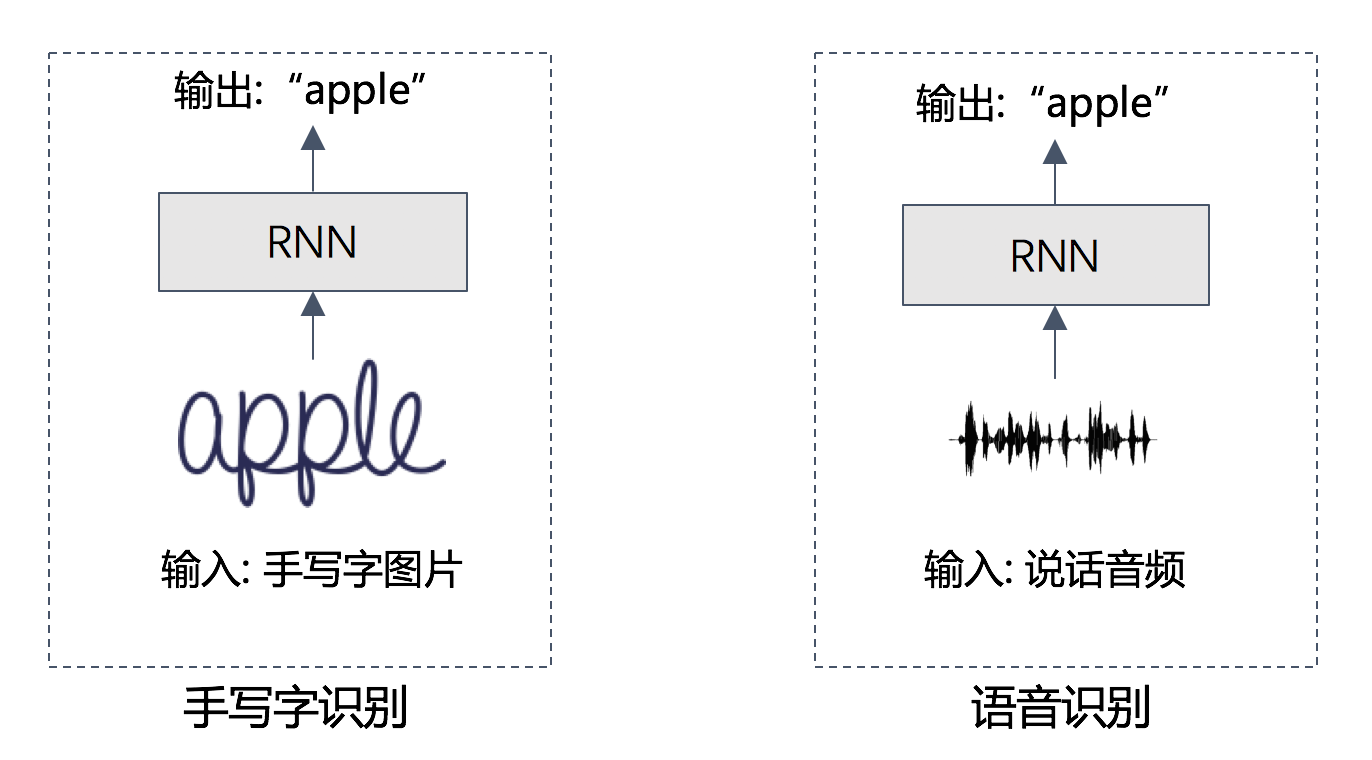 输出: “apple”
RNN
apple
输入: 手写字图片
手写字识别
输出: “apple”
RNN
输入: 说话音频
语音识别